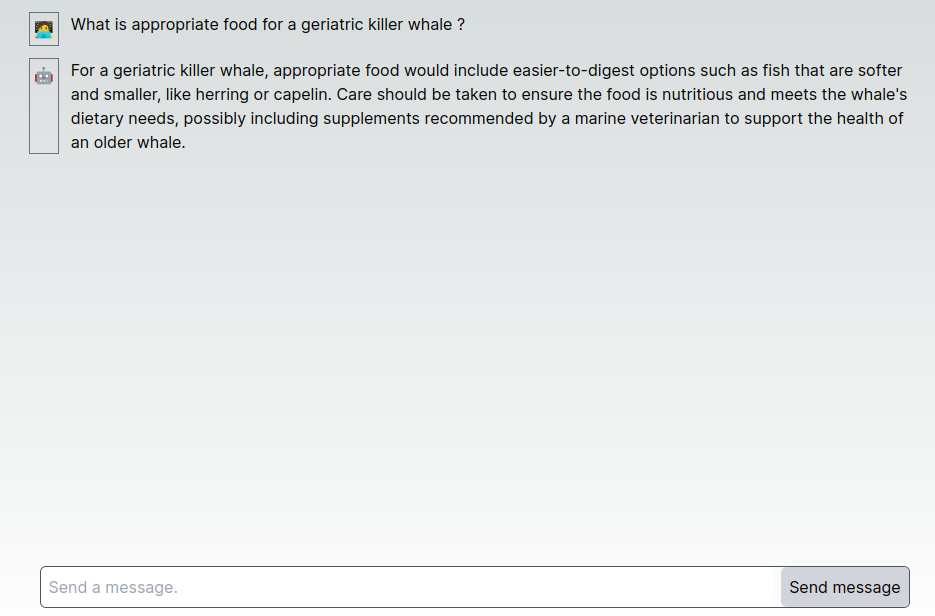 What is appropriate food for a geriatric killer whale ?
For a geriatric killer whale, appropriate food would include easier-to-digest options such as fish that are softer
and smaller, like herring or capelin. Care should be taken to ensure the food is nutritious and meets the whale's
dietary needs, possibly including supplements recommended by a marine veterinarian to support the health of
an older whale.
Send a message.
Send message